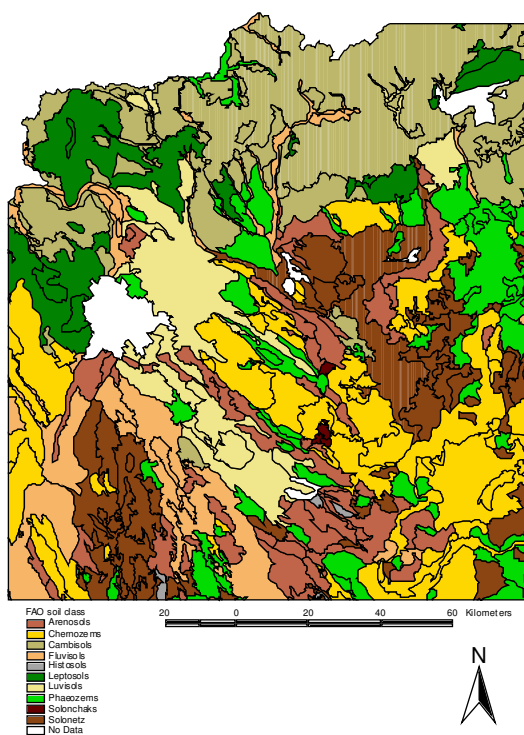 FAO soil class
Arenosols
Chernozems
Cambisols
Fluvisols
Histosols
Leptosols
Luvisols
Phaeozems
Solonchaks
Solonetz
No Data
20 0 20 40 60 Kilometers
N